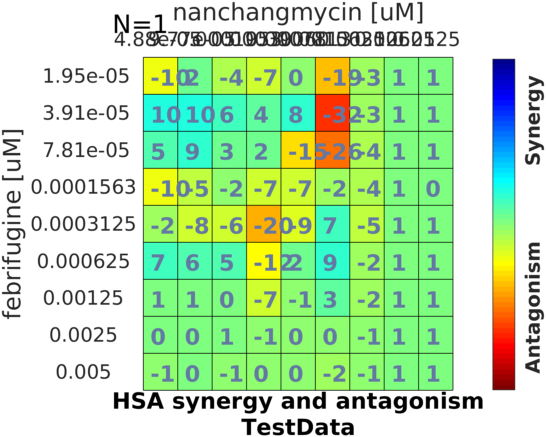 nanchangmycin [uM]
N=1
1.95e-05 -10 2 -4 -7 0 -19 -3 1 1
3.91e-05 10 10 6 4 8 -32 -3 1 1
7.81e-05 5 9 3 2 -15 -26 -4 1 1
0.0001563 -10 -5 -2 -7 -7 -2 -4 1 0
0.0003125 -2 -8 -6 -20 -9 7 -5 1 1
0.000625 7 6 5 -12 2 9 -2 1 1
0.00125 1 1 0 -7 -1 3 -2 1 1
0.0025 0 0 1 -1 0 0 -1 1 1
0.005 -1 0 -1 0 0 -2 -1 1 1
febrifugine [uM]
Synergy
Antagonism
HSA synergy and antagonism
TestData